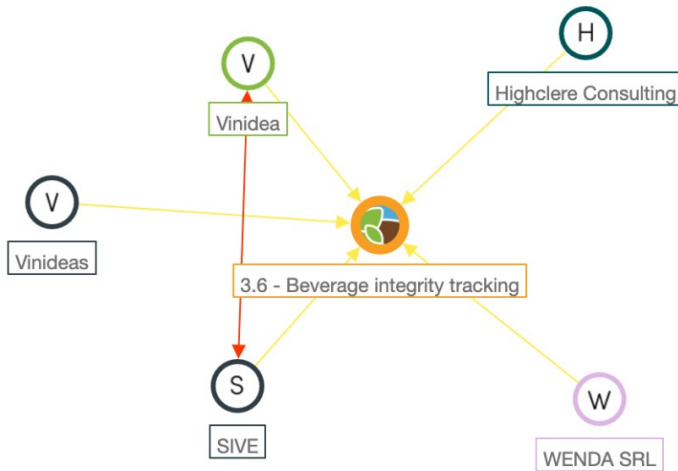 H
V
Highclere Consulting
Vinidea
V
Vinideas
3.6 - Beverage integrity tracking
S
W
SIVE
WENDA SRL